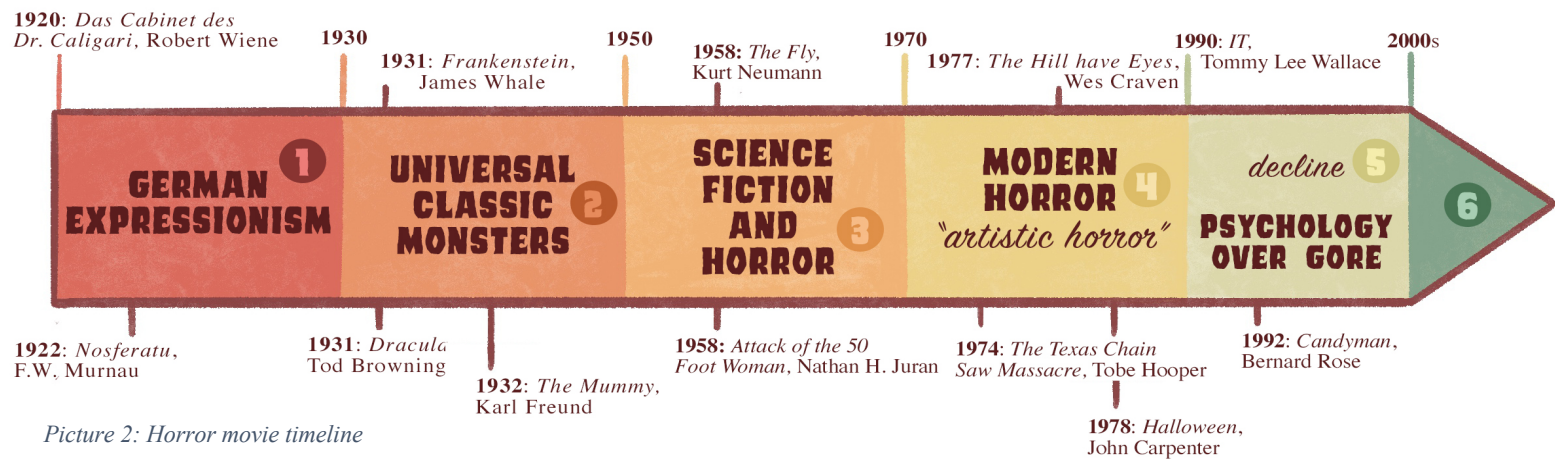 1920: Das Cabinet des
Dr. Caligari, Robert Wiene
1930
1931: Frankenstein,
James Whale
1950
1958: The Fly,
Kurt Neumann
1970
1977: The Hill have Eyes,
Wes Craven
1990: IT,
Tommy Lee Wallace
2000s
1
GERMAN
EXPRESSIONISM
UNIVERSAL
CLASSIC
MONSTERS
2
SCIENCE
FICTION
AND
HORROR
3
MODERN
HORROR
4
"artistic horror"
decline
5
PSYCHOLOGY
OVER GORE
6
1922: Nosferatu,
F.W. Murnau
1931: Dracula
Tod Browning
1932: The Mummy,
Karl Freund
1958: Attack of the 50
Foot Woman, Nathan H. Juran
1974: The Texas Chain
Saw Massacre, Tobe Hooper
1978: Halloween,
John Carpenter
1992: Candyman,
Bernard Rose
Picture 2: Horror movie timeline